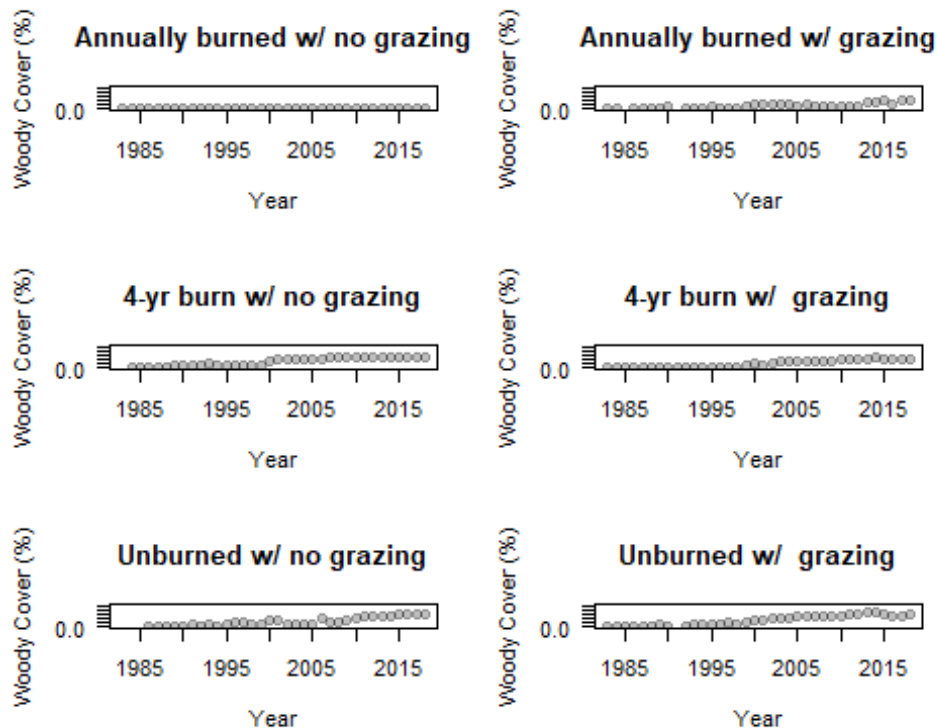 Annually burned w/ no grazing
Woody Cover (%)
0.0
1985 1995 2005 2015
Year
Annually burned w/ grazing
Woody Cover (%)
0.0
1985 1995 2005 2015
Year
4-yr burn w/ no grazing
Woody Cover (%)
0.0
1985 1995 2005 2015
Year
4-yr burn w/  grazing
Woody Cover (%)
0.0
1985 1995 2005 2015
Year
Unburned w/ no grazing
Woody Cover (%)
0.0
1985 1995 2005 2015
Year
Unburned w/  grazing
Woody Cover (%)
0.0
1985 1995 2005 2015
Year